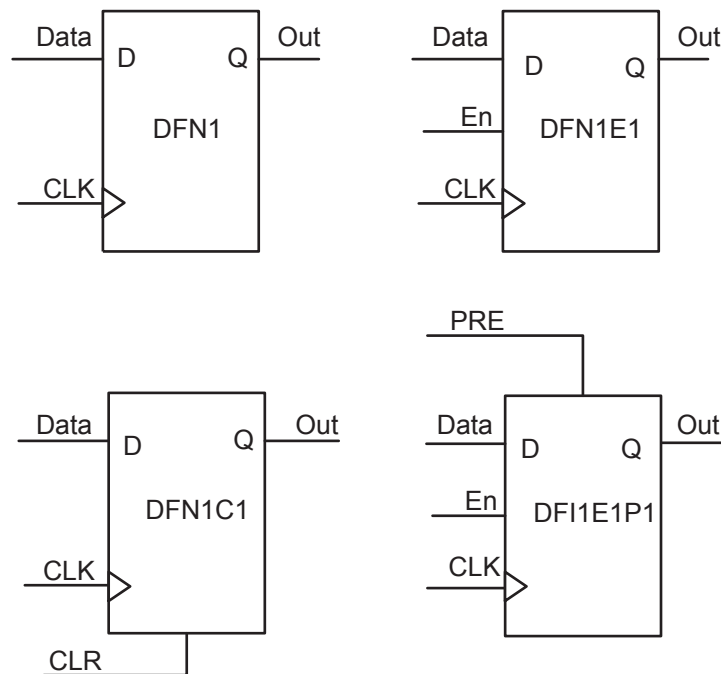 Data
Out
D
Q
DFN1
CLK
Data
Out
D
Q
En
DFN1E1
CLK
Data
Out
D
Q
DFN1C1
CLK
CLR
PRE
Data
Out
D
Q
En
DFI1E1P1
CLK